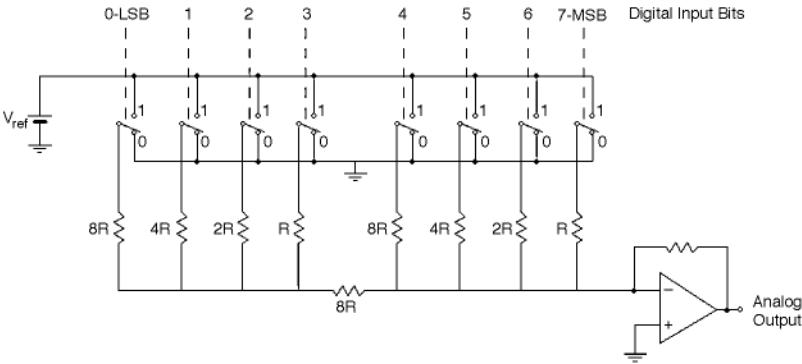 0-LSB 1 2 3 4 5 6 7-MSB Digital Input Bits
1 1 1 1 1 1 1 1
Vref
0 0 0 0 0 0 0 0
8R 4R 2R R 8R 4R 2R R
8R
−
+
Analog
Output